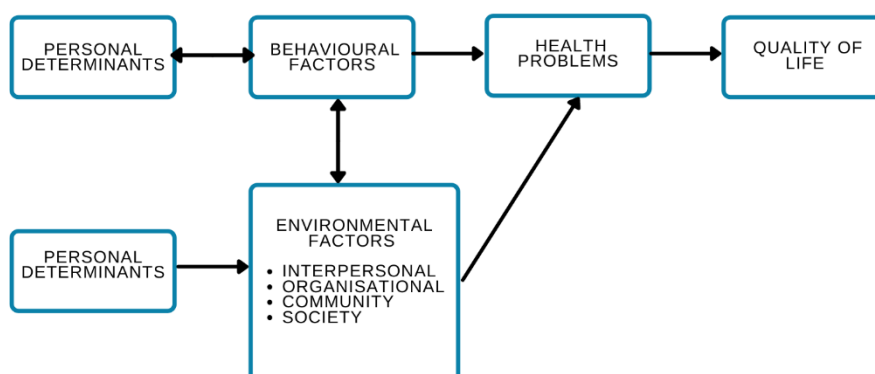 PERSONAL
DETERMINANTS
BEHAVIOURAL
FACTORS
HEALTH
PROBLEMS
QUALITY OF
LIFE
PERSONAL
DETERMINANTS
ENVIRONMENTAL
FACTORS
• INTERPERSONAL
• ORGANISATIONAL
• COMMUNITY
• SOCIETY